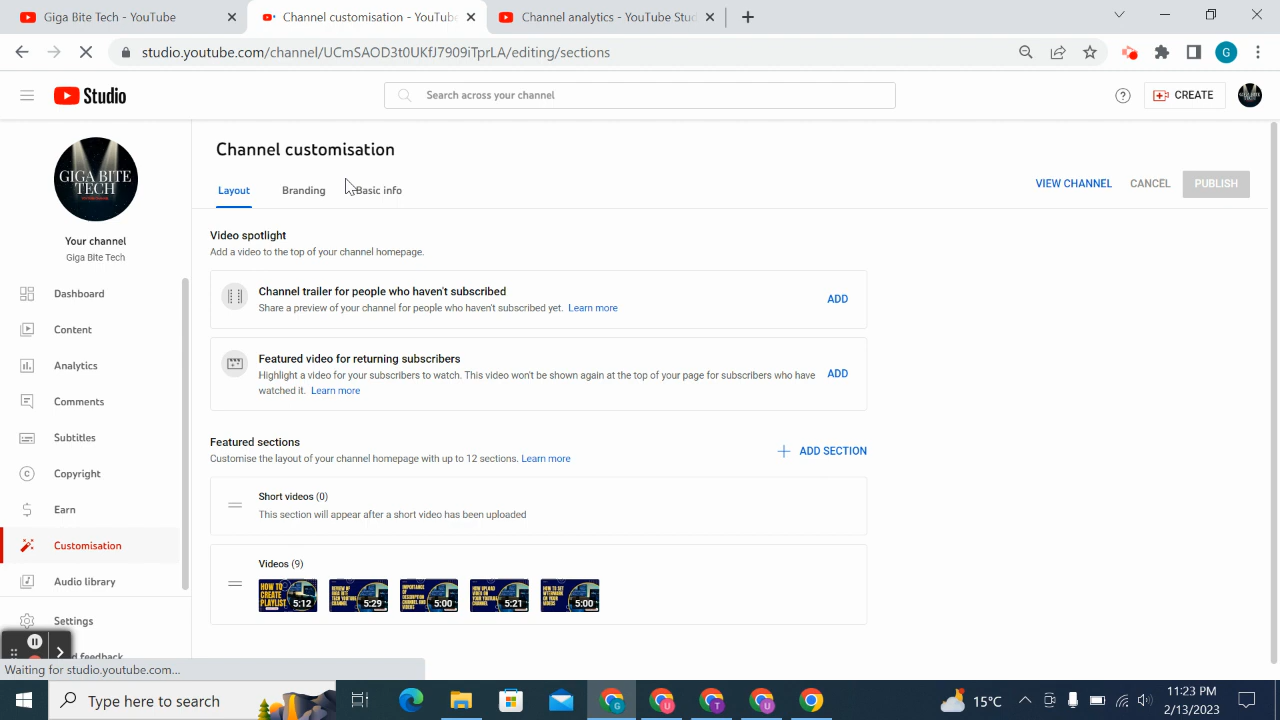 Giga Bite Tech - YouTube
Channel customisation - YouTube
Channel analytics - YouTube Stud
studio.youtube.com/channel/UCmSAOD3t0UKfJ7909iTprLA/editing/sections
G
Studio
Search across your channel
CREATE
GIGA BITE
TECH
Your channel
Giga Bite Tech
Dashboard
Content
Analytics
Comments
Subtitles
Copyright
Earn
Customisation
Audio library
Settings
d feedback
Channel customisation
Layout
Branding
Basic info
VIEW CHANNEL
CANCEL
PUBLISH
Video spotlight
Add a video to the top of your channel homepage.
Channel trailer for people who haven't subscribed
Share a preview of your channel for people who haven't subscribed yet. Learn more
ADD
Featured video for returning subscribers
Highlight a video for your subscribers to watch. This video won't be shown again at the top of your page for subscribers who have
watched it. Learn more
ADD
Featured sections
Customise the layout of your channel homepage with up to 12 sections. Learn more
ADD SECTION
Short videos (0)
This section will appear after a short video has been uploaded
Videos (9)
HOW TO
CREATE
PLAYLIST
5:12
5:29
5:00
5:21
5:00
Waiting for studio.youtube.com...
Type here to search
15°C
11:23 PM
2/13/2023